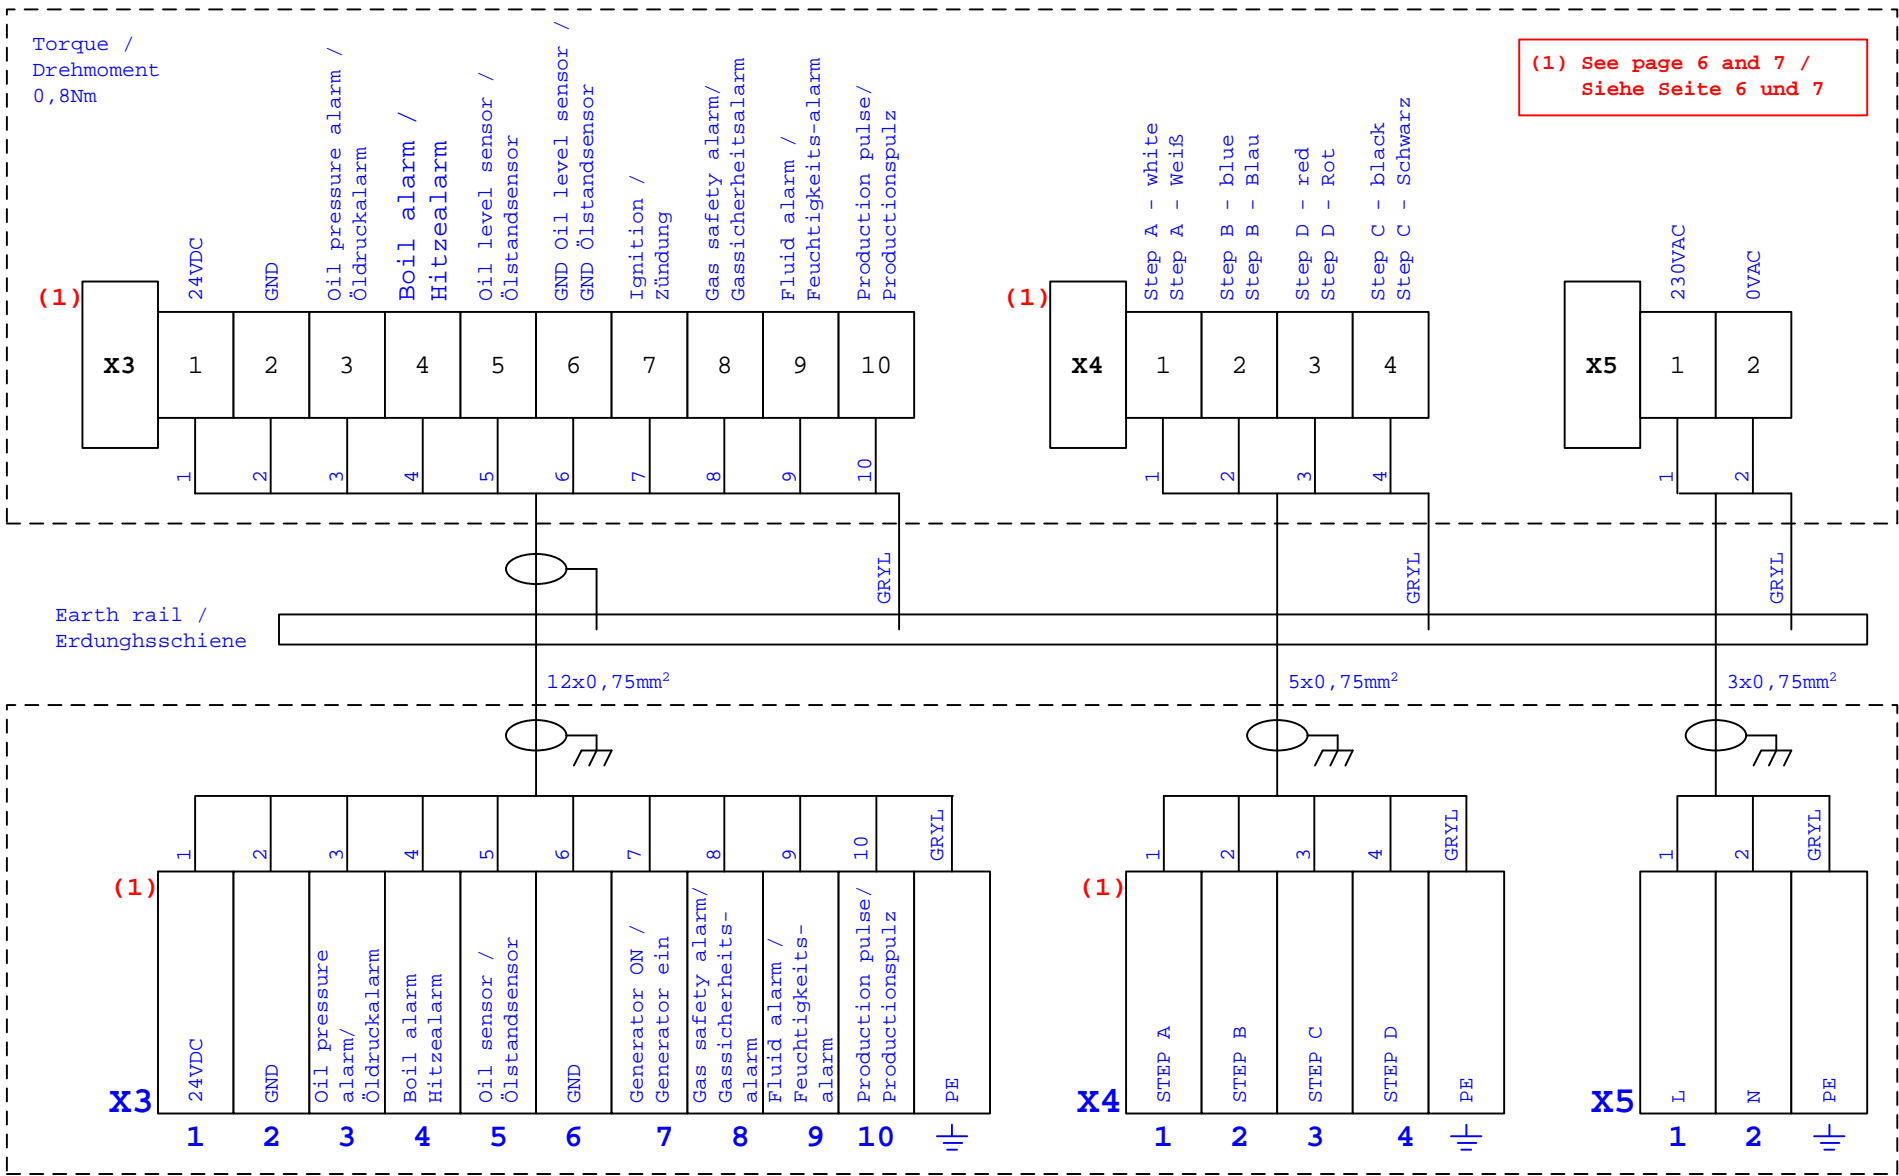 Torque /
Drehmoment
0,8Nm
(1) See page 6 and 7 /
Siehe Seite 6 und 7
24VDC
GND
Oil pressure alarm /
Öldruckalarm
Boil alarm /
Hitzealarm
Oil level sensor /
Ölstandsensor
GND Oil level sensor /
GND Ölstandsensor
Ignition /
Zündung
Gas safety alarm/
Gassicherheitsalarm
Fluid alarm /
Feuchtigkeits-alarm
Production pulse/
Productionspulz
Step A - white
Step A - Weiß
Step B - blue
Step B - Blau
Step D - red
Step D - Rot
Step C - black
Step C - Schwarz
230VAC
0VAC
(1)
(1)
X3 1 2 3 4 5 6 7 8 9 10
X4 1 2 3 4
X5 1 2
1 2 3 4 5 6 7 8 9 10
1 2 3 4
1 2
GRYL
GRYL
GRYL
Earth rail /
Erdunghsschiene
12x0,75mm²
5x0,75mm²
3x0,75mm²
1 2 3 4 5 6 7 8 9 10 GRYL
1 2 3 4 GRYL
1 2 GRYL
(1)
(1)
X3
24VDC
GND
Oil pressure
alarm/
Öldruckalarm
Boil alarm
Hitzealarm
Oil sensor /
Ölstandsensor
GND
Generator ON /
Generator ein
Gas safety alarm/
Gassicherheits-
alarm
Fluid alarm /
Feuchtigkeits-
alarm
Production pulse/
Productionspulz
PE
X4
STEP A
STEP B
STEP C
STEP D
PE
X5
L
N
PE
1 2 3 4 5 6 7 8 9 10
1 2 3 4
1 2